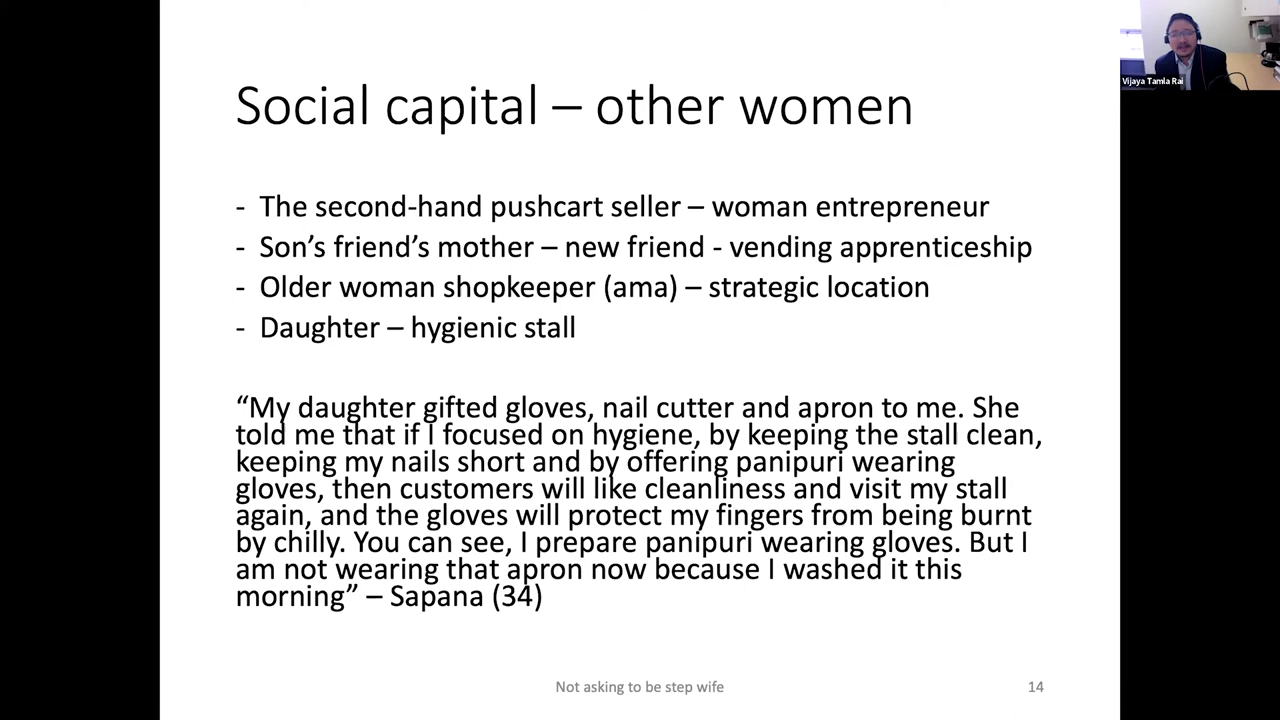 Vijaya Tamla Rai
Social capital – other women
- The second-hand pushcart seller – woman entrepreneur
- Son’s friend’s mother – new friend - vending apprenticeship
- Older woman shopkeeper (ama) – strategic location
- Daughter – hygienic stall
“My daughter gifted gloves, nail cutter and apron to me. She
told me that if I focused on hygiene, by keeping the stall clean,
keeping my nails short and by offering panipuri wearing
gloves, then customers will like cleanliness and visit my stall
again, and the gloves will protect my fingers from being burnt
by chilly. You can see, I prepare panipuri wearing gloves. But I
am not wearing that apron now because I washed it this
morning” – Sapana (34)
Not asking to be step wife
14